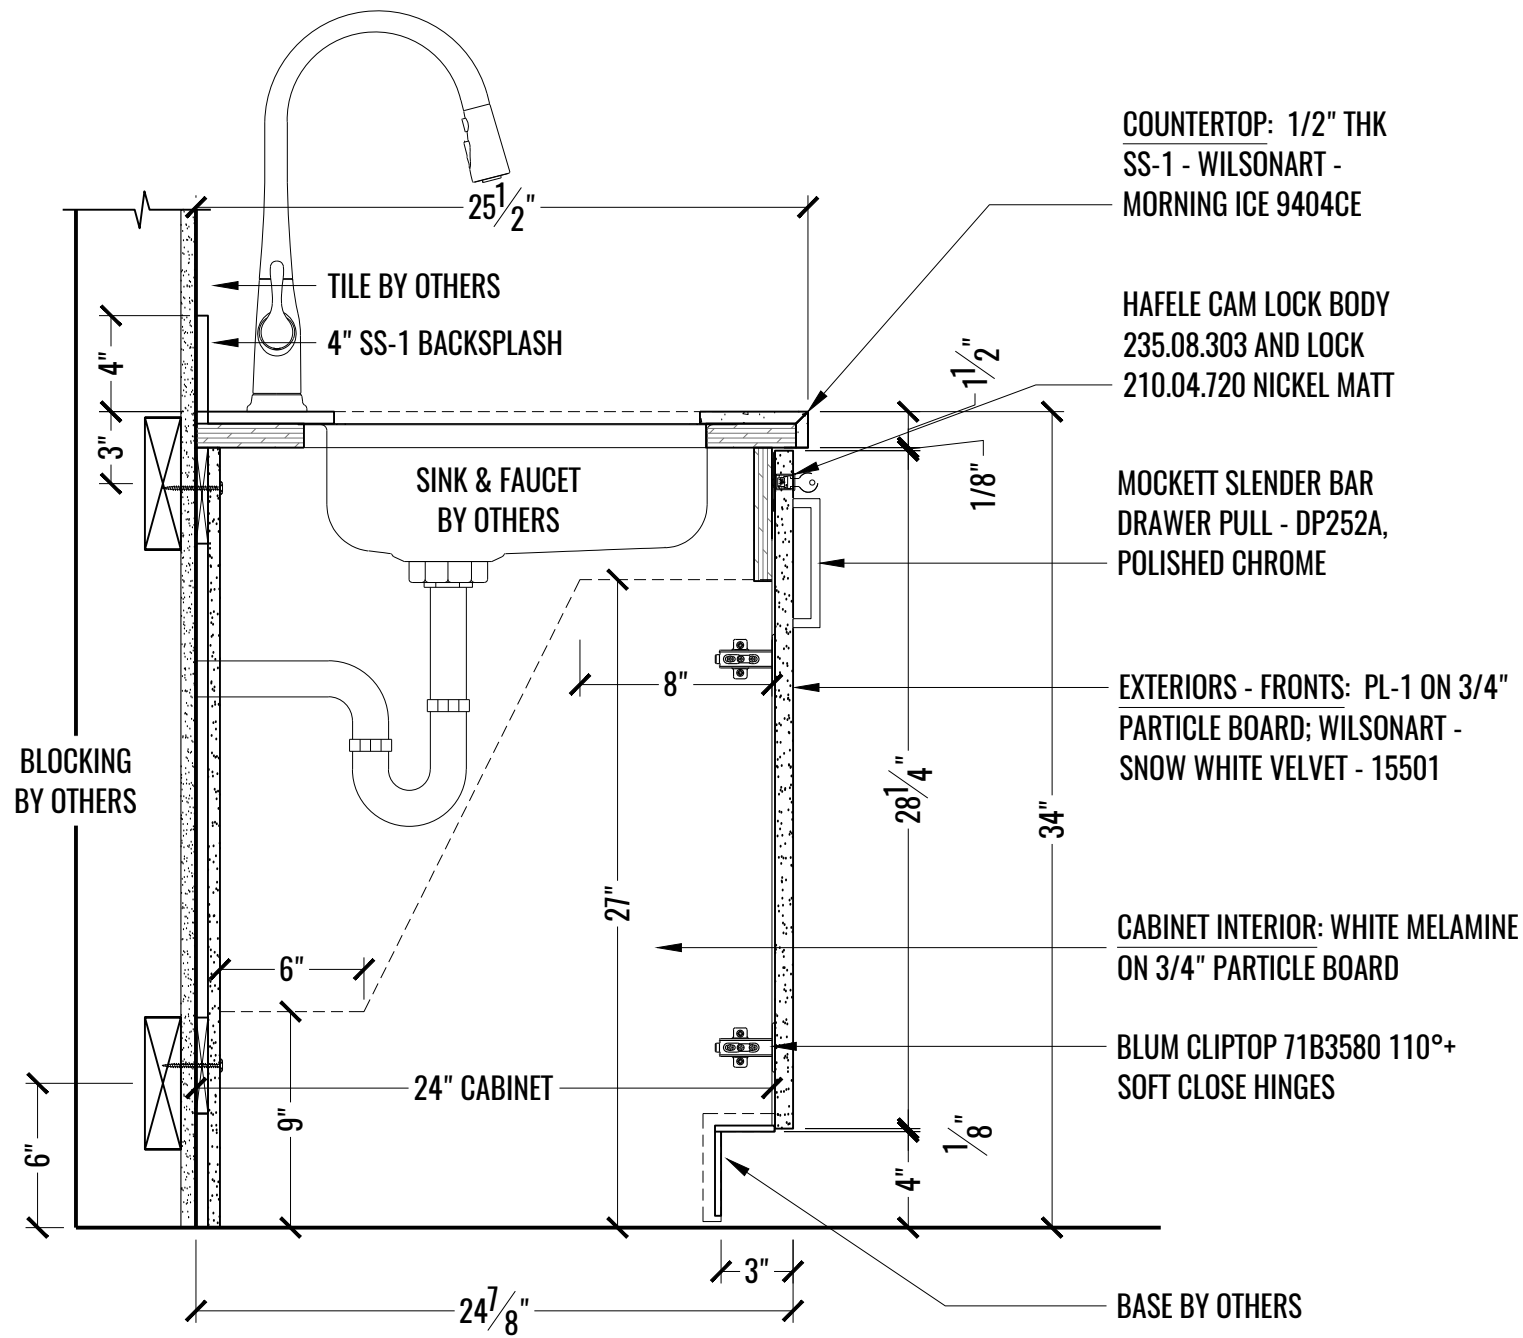 25 1/2"
TILE BY OTHERS
4" SS-1 BACKSPLASH
4"
3"
SINK & FAUCET
BY OTHERS
COUNTERTOP: 1/2" THK
SS-1 - WILSONART -
MORNING ICE 9404CE
HAFELE CAM LOCK BODY
235.08.303 AND LOCK
210.04.720 NICKEL MATT
1 1/2"
1/8"
MOCKETT SLENDER BAR
DRAWER PULL - DP252A,
POLISHED CHROME
8"
EXTERIORS - FRONTS: PL-1 ON 3/4"
PARTICLE BOARD; WILSONART -
SNOW WHITE VELVET - 15501
BLOCKING
BY OTHERS
28 1/4"
34"
27"
CABINET INTERIOR: WHITE MELAMINE
ON 3/4" PARTICLE BOARD
6"
BLUM CLIPTOP 71B3580 110°+
SOFT CLOSE HINGES
24" CABINET
9"
6"
1/8"
4"
3"
24 7/8"
BASE BY OTHERS